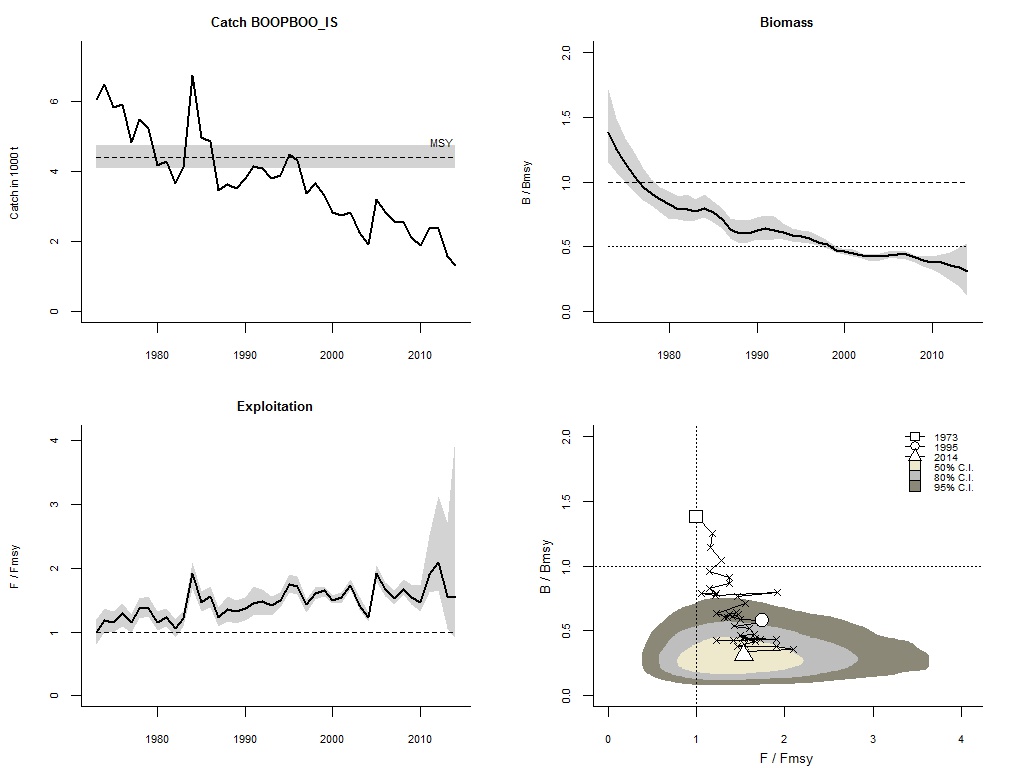 Catch BOOPBOO_IS
Catch in 1000 t
6
4
2
0
MSY
1980 1990 2000 2010
Biomass
B / Bmsy
2.0
1.5
1.0
0.5
0.0
1980 1990 2000 2010
Exploitation
F / Fmsy
4
3
2
1
0
1980 1990 2000 2010
B / Bmsy
2.0
1.5
1.0
0.5
0.0
1973
1995
2014
50% C.I.
80% C.I.
95% C.I.
0 1 2 3 4
F / Fmsy